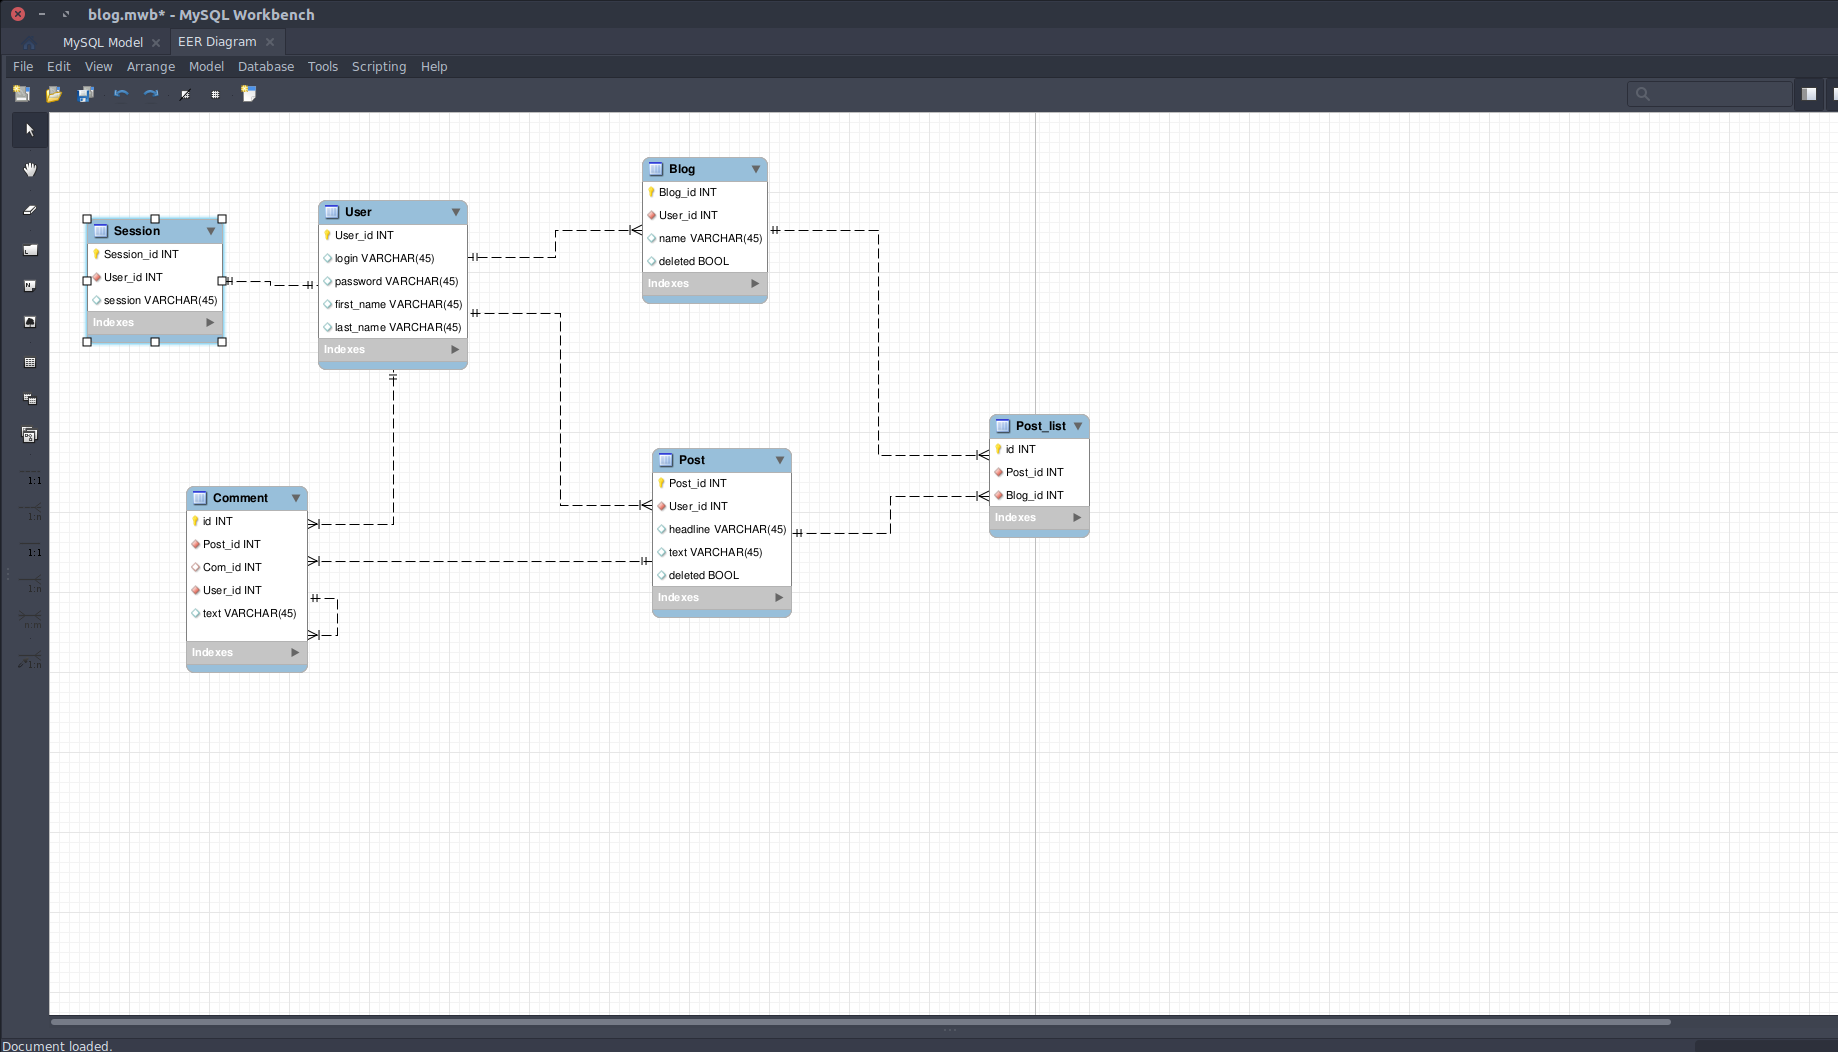 blog.mwb* - MySQL Workbench
MySQL Model
EER Diagram
File Edit View Arrange Model Database Tools Scripting Help
Session
Session_id INT
User_id INT
session VARCHAR(45)
Indexes
User
User_id INT
login VARCHAR(45)
password VARCHAR(45)
first_name VARCHAR(45)
last_name VARCHAR(45)
Indexes
Blog
Blog_id INT
User_id INT
name VARCHAR(45)
deleted BOOL
Indexes
Post_list
id INT
Post_id INT
Blog_id INT
Indexes
Post
Post_id INT
User_id INT
headline VARCHAR(45)
text VARCHAR(45)
deleted BOOL
Indexes
Comment
id INT
Post_id INT
Com_id INT
User_id INT
text VARCHAR(45)
Indexes
1:1
1:n
1:1
1:n
n:m
1:n
Document loaded.